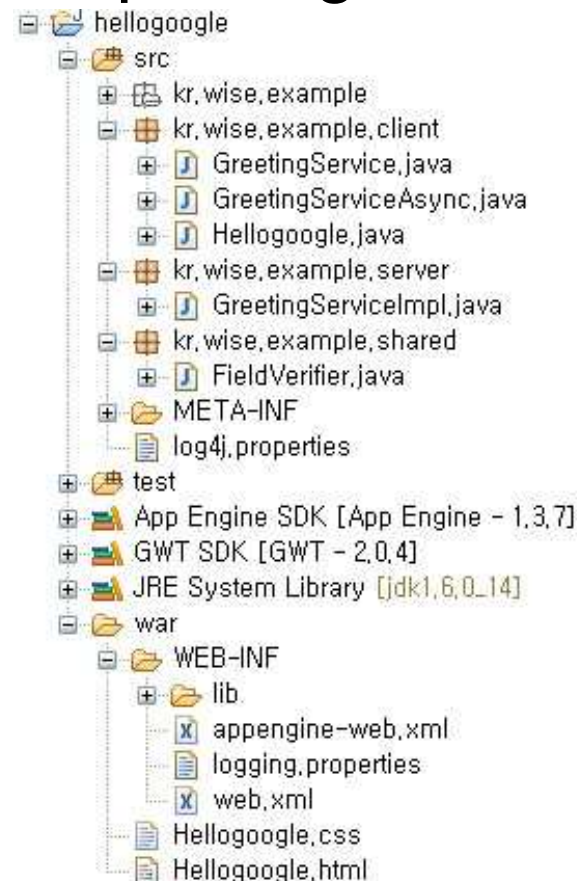 hellogoogle
src
kr.wise.example
kr.wise.example.client
GreetingService.java
GreetingServiceAsync.java
Hellogoogle.java
kr.wise.example.server
GreetingServiceImpl.java
kr.wise.example.shared
FieldVerifier.java
META-INF
log4j.properties
test
App Engine SDK [App Engine - 1.3.7]
GWT SDK [GWT - 2.0.4]
JRE System Library [jdk1.6.0_14]
war
WEB-INF
lib
appengine-web.xml
logging.properties
web.xml
Hellogoogle.css
Hellogoogle.html